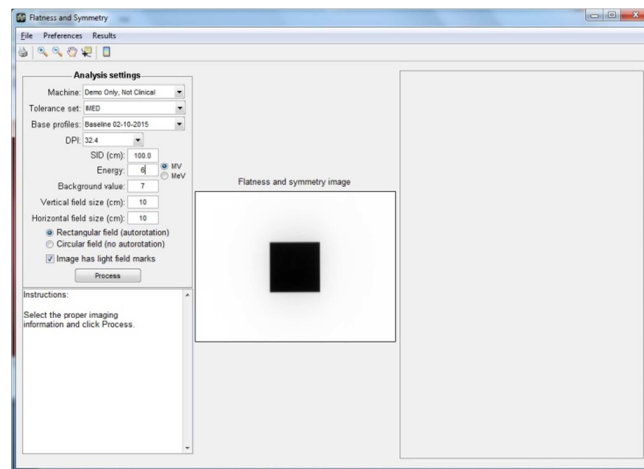 Flatness and Symmetry
File Preferences Results
Analysis settings
Machine: Demo Only, Not Clinical
Tolerance set: IMED
Base profiles: Baseline 02-10-2015
DPI: 32.4
SID (cm): 100.0
Energy: 6 MV
MeV
Background value: 7
Vertical field size (cm): 10
Horizontal field size (cm): 10
Rectangular field (autorotation)
Circular field (no autorotation)
Image has light field marks
Process
Instructions:
Select the proper imaging
information and click Process.
Flatness and symmetry image